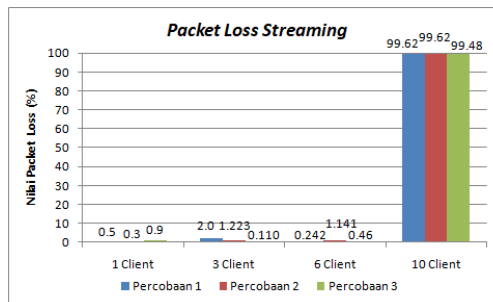 Packet Loss Streaming
Nilai Packet Loss (%)
100
90
80
70
60
50
40
30
20
10
0
0.5 0.3 0.9
2.0 1.223 0.110
0.242 1.141 0.46
99.62 99.62 99.48
1 Client 3 Client 6 Client 10 Client
Percobaan 1 Percobaan 2 Percobaan 3